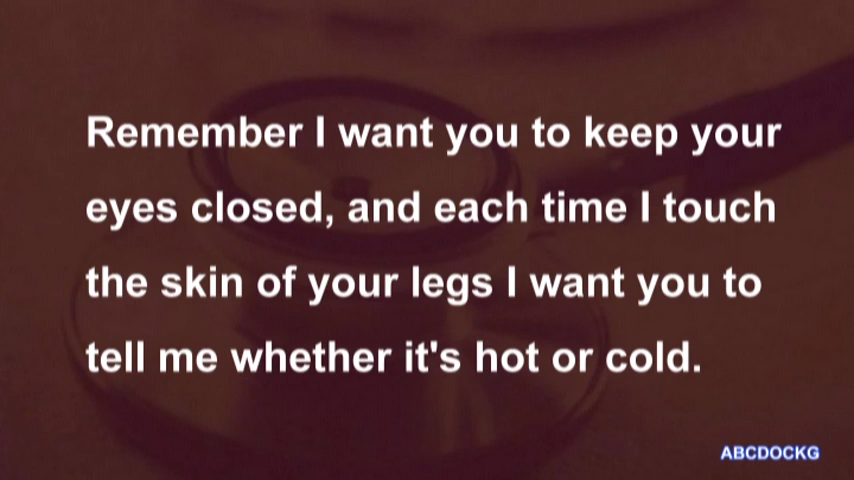 Remember I want you to keep your
eyes closed, and each time I touch
the skin of your legs I want you to
tell me whether it's hot or cold.
ABCDOCKG